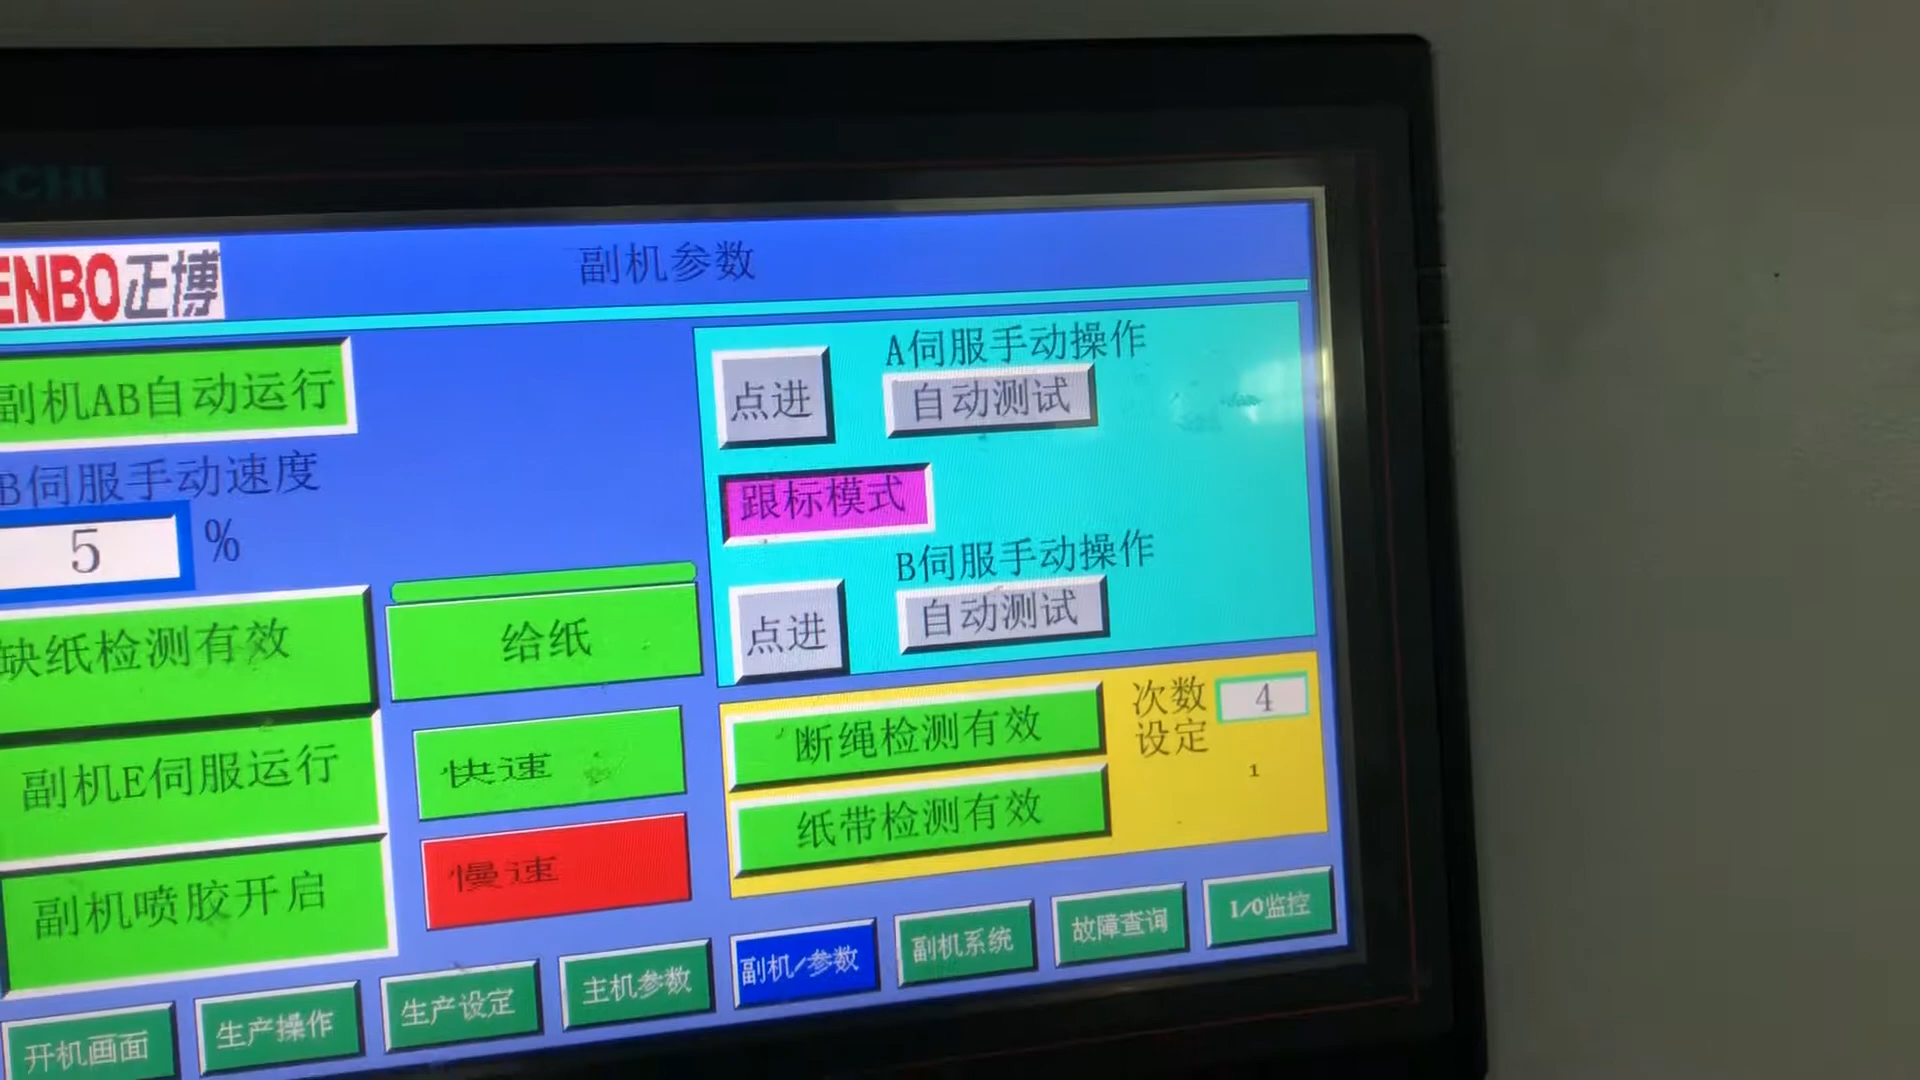 CHI
ENBO正博
副机参数
副机AB自动运行
B伺服手动速度
5 %
缺纸检测有效
副机E伺服运行
副机喷胶开启
给纸
快速
慢速
A伺服手动操作
点进
自动测试
跟标模式
B伺服手动操作
点进
自动测试
断绳检测有效
纸带检测有效
次数
设定
4
1
开机画面
生产操作
生产设定
主机参数
副机/参数
副机系统
故障查询
I/O监控